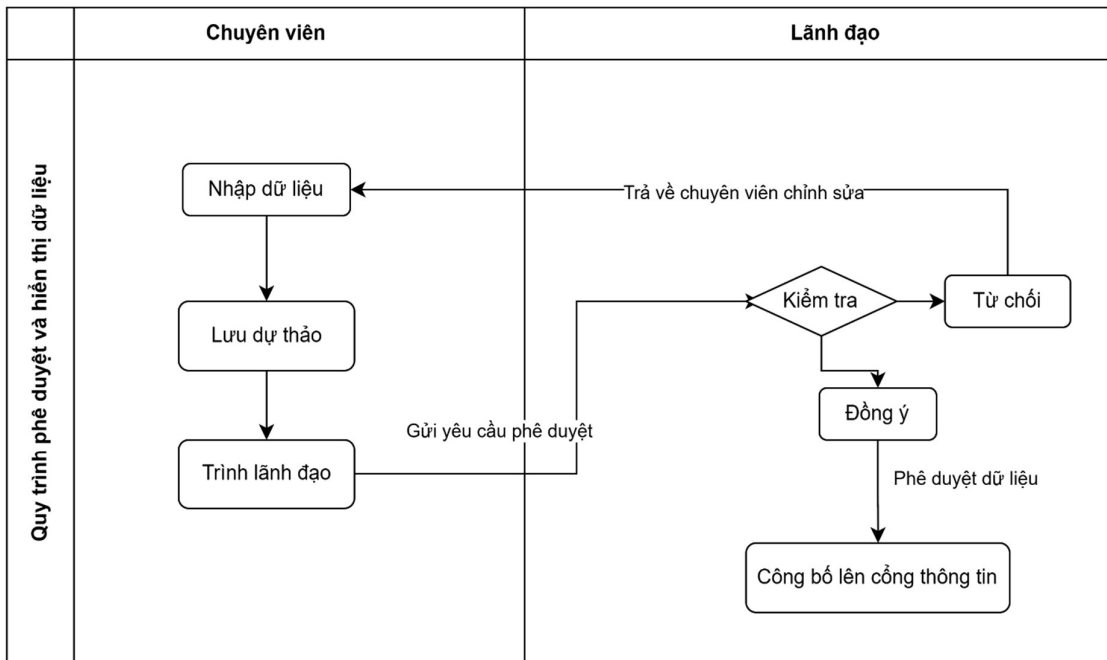 Chuyên viên
Lãnh đạo
Quy trình phê duyệt và hiển thị dữ liệu
Nhập dữ liệu
Trả về chuyên viên chỉnh sửa
Kiểm tra
Từ chối
Lưu dự thảo
Đồng ý
Gửi yêu cầu phê duyệt
Trình lãnh đạo
Phê duyệt dữ liệu
Công bố lên cổng thông tin